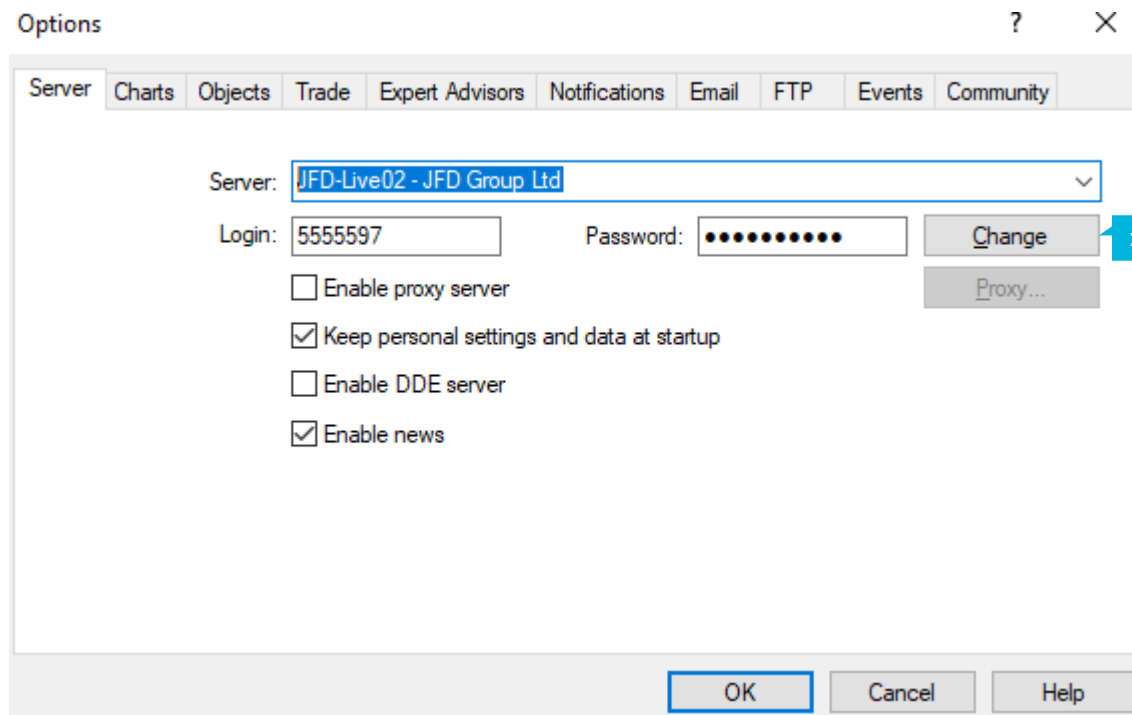 Options
Server Charts Objects Trade Expert Advisors Notifications Email FTP Events Community
Server: JFD-Live02 - JFD Group Ltd
Login: 5555597 Password: ●●●●●●●●●● Change
Enable proxy server Proxy...
Keep personal settings and data at startup
Enable DDE server
Enable news
OK Cancel Help